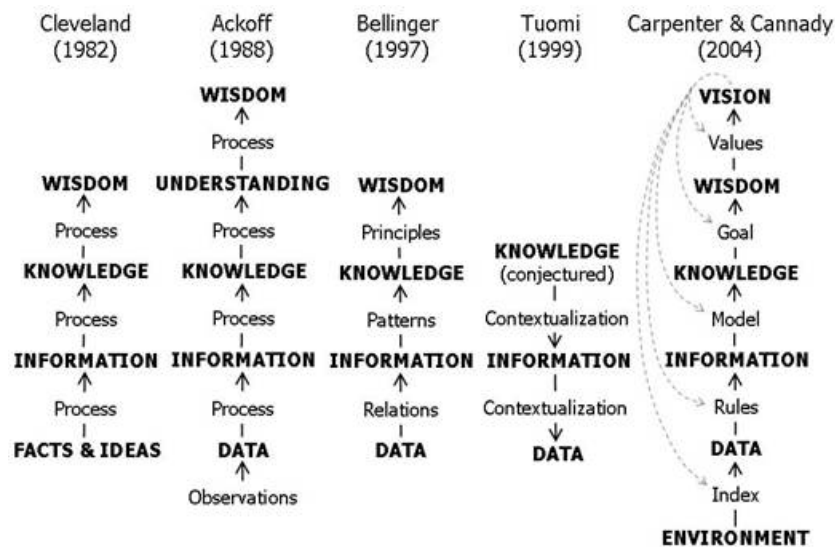 Cleveland
(1982)
FACTS & IDEAS
Process
INFORMATION
Process
KNOWLEDGE
Process
WISDOM
Ackoff
(1988)
WISDOM
Process
UNDERSTANDING
Process
KNOWLEDGE
Process
INFORMATION
Process
DATA
Observations
Bellinger
(1997)
WISDOM
Principles
KNOWLEDGE
Patterns
INFORMATION
Relations
DATA
Tuomi
(1999)
KNOWLEDGE
(conjectured)
Contextualization
INFORMATION
Contextualization
DATA
Carpenter & Cannady
(2004)
VISION
Values
WISDOM
Goal
KNOWLEDGE
Model
INFORMATION
Rules
DATA
Index
ENVIRONMENT